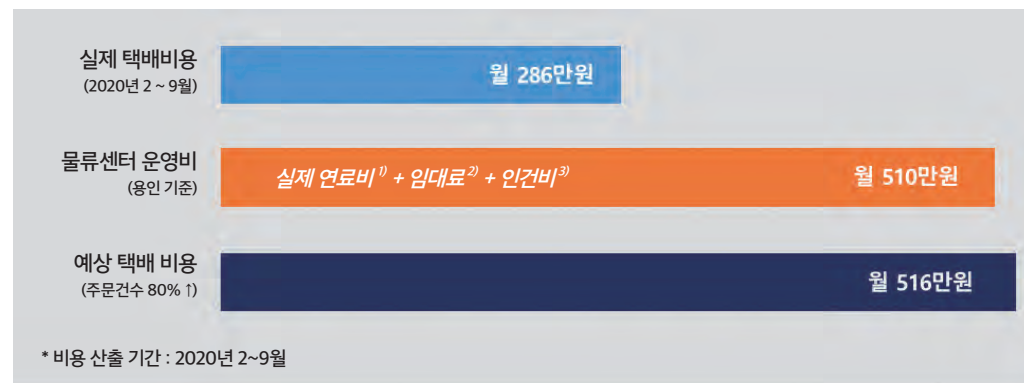 실제 택배비용
(2020년 2 ~ 9월)
월 286만원
물류센터 운영비
(용인 기준)
실제 연료비¹⁾ + 임대료²⁾ + 인건비³⁾
월 510만원
예상 택배 비용
(주문건수 80% ↑)
월 516만원
* 비용 산출 기간 : 2020년 2~9월